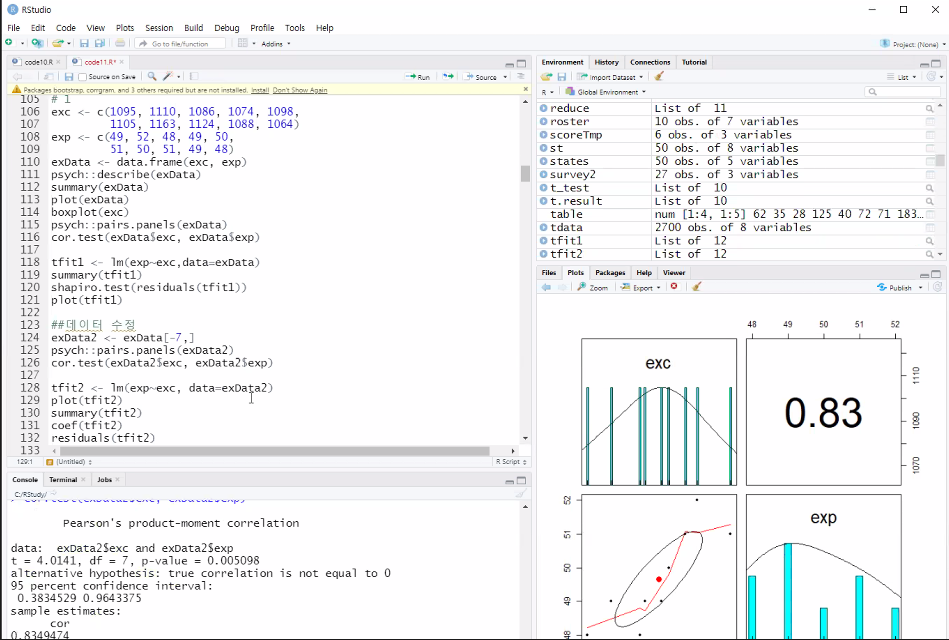 RStudio
File Edit Code View Plots Session Build Debug Profile Tools Help
Go to file/function Addins Project: (None)
code10.R code11.R*
Source on Save Run Source
Packages bootstrap, corrgram, and 3 others required but are not installed. Install Don't Show Again
105 # 1
106 exc <- c(1095, 1110, 1086, 1074, 1098,
107 1105, 1163, 1124, 1088, 1064)
108 exp <- c(49, 52, 48, 49, 50,
109 51, 50, 51, 49, 48)
110 exData <- data.frame(exc, exp)
111 psych::describe(exData)
112 summary(exData)
113 plot(exData)
114 boxplot(exc)
115 psych::pairs.panels(exData)
116 cor.test(exData$exc, exData$exp)
117
118 tfit1 <- lm(exp~exc,data=exData)
119 summary(tfit1)
120 shapiro.test(residuals(tfit1))
121 plot(tfit1)
122
123 ##데이터 수정
124 exData2 <- exData[-7,]
125 psych::pairs.panels(exData2)
126 cor.test(exData2$exc, exData2$exp)
127
128 tfit2 <- lm(exp~exc, data=exData2)
129 plot(tfit2)
130 summary(tfit2)
131 coef(tfit2)
132 residuals(tfit2)
133
129:1 (Untitled) R Script
Console Terminal Jobs
C:/RStudy/
> cor.test(exData2$exc, exData2$exp)
Pearson's product-moment correlation
data: exData2$exc and exData2$exp
t = 4.0141, df = 7, p-value = 0.005098
alternative hypothesis: true correlation is not equal to 0
95 percent confidence interval:
0.3834529 0.9643375
sample estimates:
cor
0.8349474
Environment History Connections Tutorial
Import Dataset List
R Global Environment
reduce List of 11
roster 10 obs. of 7 variables
scoreTmp 6 obs. of 3 variables
st 50 obs. of 8 variables
states 50 obs. of 5 variables
survey2 27 obs. of 3 variables
t_test List of 10
t.result List of 10
table num [1:4, 1:5] 62 35 28 125 40 72 71 183...
tdata 2700 obs. of 8 variables
tfit1 List of 12
tfit2 List of 12
Files Plots Packages Help Viewer
Zoom Export Publish
48 49 50 51 52
exc
0.83
1110
1090
1070
52
51
50
49
48
exp